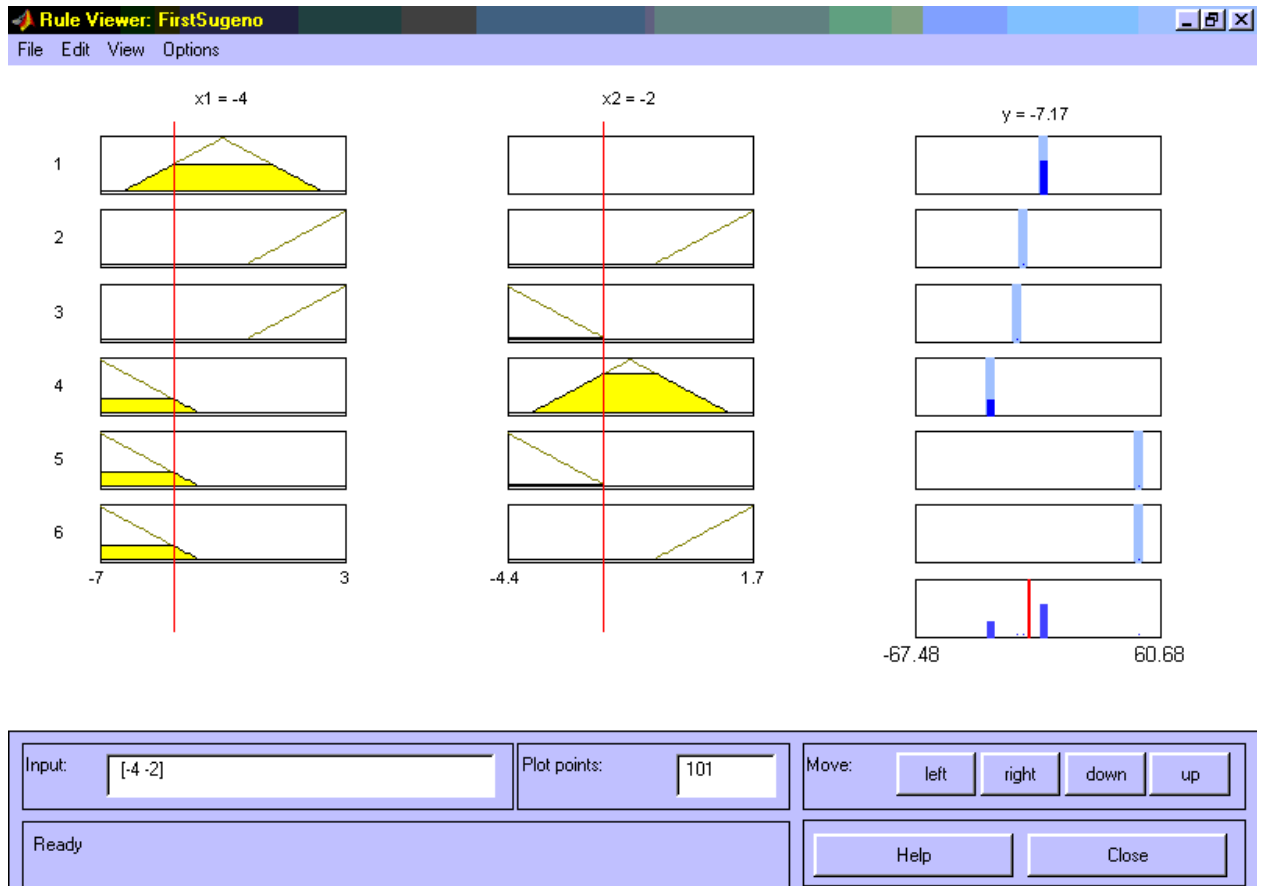 Rule Viewer: FirstSugeno
File Edit View Options
x1 = -4
x2 = -2
y = -7.17
1
2
3
4
5
6
-7
3
-4.4
1.7
-67.48
60.68
Input:
[-4 -2]
Plot points:
101
Move:
left
right
down
up
Ready
Help
Close